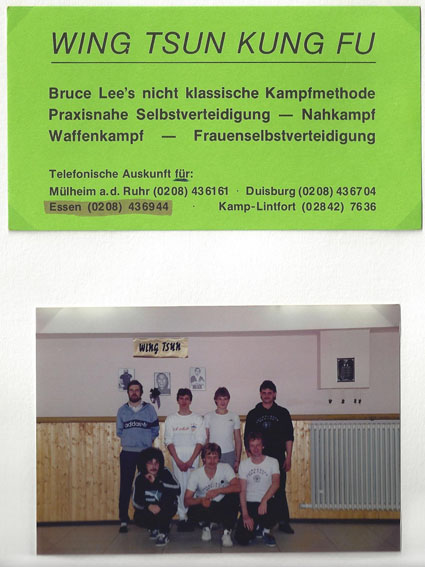 WING TSUN KUNG FU
Bruce Lee's nicht klassische Kampfmethode
Praxisnahe Selbstverteidigung — Nahkampf
Waffenkampf — Frauenselbstverteidigung
Telefonische Auskunft für:
Mülheim a.d. Ruhr (0208) 436161 · Duisburg (0208) 436704
Essen (0208) 436944 · Kamp-Lintfort (02842) 7636
WING TSUN
adidas